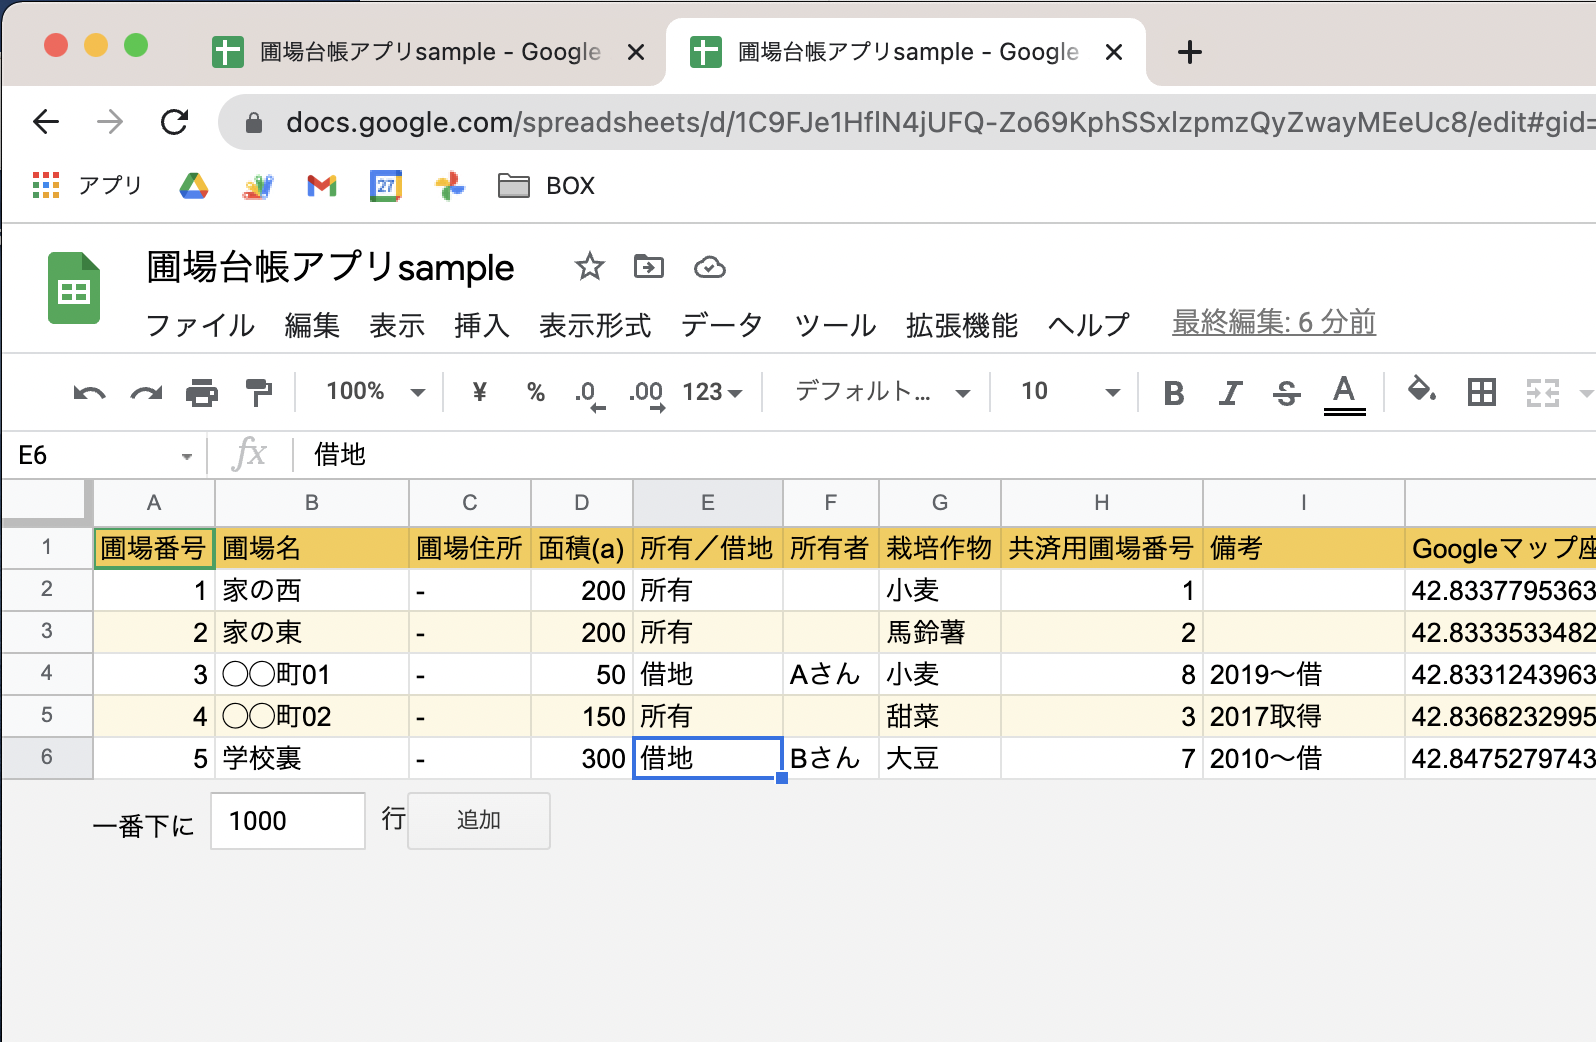 圃場台帳アプリsample - Google
圃場台帳アプリsample - Google
docs.google.com/spreadsheets/d/1C9FJe1HfIN4jUFQ-Zo69KphSSxIzpmzQyZwayMEeUc8/edit#gid=
アプリ 27 BOX
圃場台帳アプリsample
ファイル 編集 表示 挿入 表示形式 データ ツール 拡張機能 ヘルプ 最終編集: 6 分前
100% ¥ % .0 .00 123 デフォルト... 10 B I S A
E6 fx 借地
A B C D E F G H I
1 圃場番号 圃場名 圃場住所 面積(a) 所有／借地 所有者 栽培作物 共済用圃場番号 備考 Googleマップ座
2 1 家の西 - 200 所有 小麦 1 42.8337795363
3 2 家の東 - 200 所有 馬鈴薯 2 42.8333533482
4 3 〇〇町01 - 50 借地 Aさん 小麦 8 2019〜借 42.8331243963
5 4 〇〇町02 - 150 所有 甜菜 3 2017取得 42.8368232995
6 5 学校裏 - 300 借地 Bさん 大豆 7 2010〜借 42.8475279743
一番下に 1000 行 追加